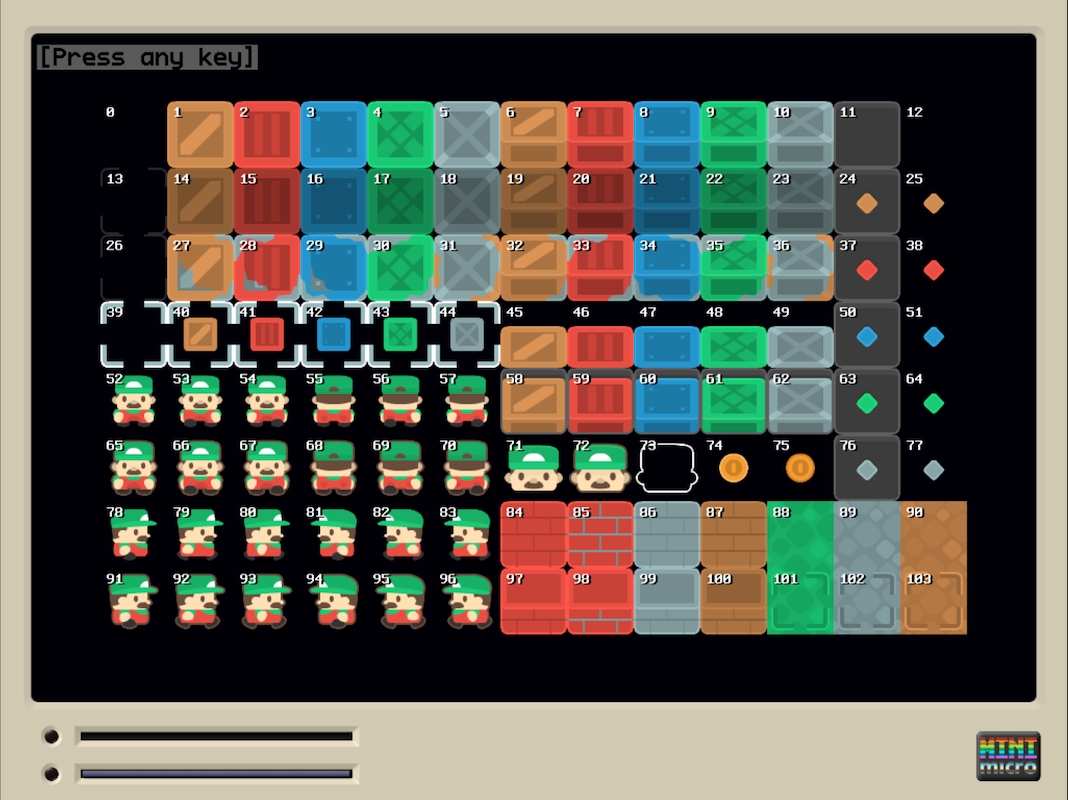 [Press any key]
0 1 2 3 4 5 6 7 8 9 10 11 12
13 14 15 16 17 18 19 20 21 22 23 24 25
26 27 28 29 30 31 32 33 34 35 36 37 38
39 40 41 42 43 44 45 46 47 48 49 50 51
52 53 54 55 56 57 58 59 60 61 62 63 64
65 66 67 68 69 70 71 72 73 74 75 76 77
78 79 80 81 82 83 84 85 86 87 88 89 90
91 92 93 94 95 96 97 98 99 100 101 102 103
MINT
micro